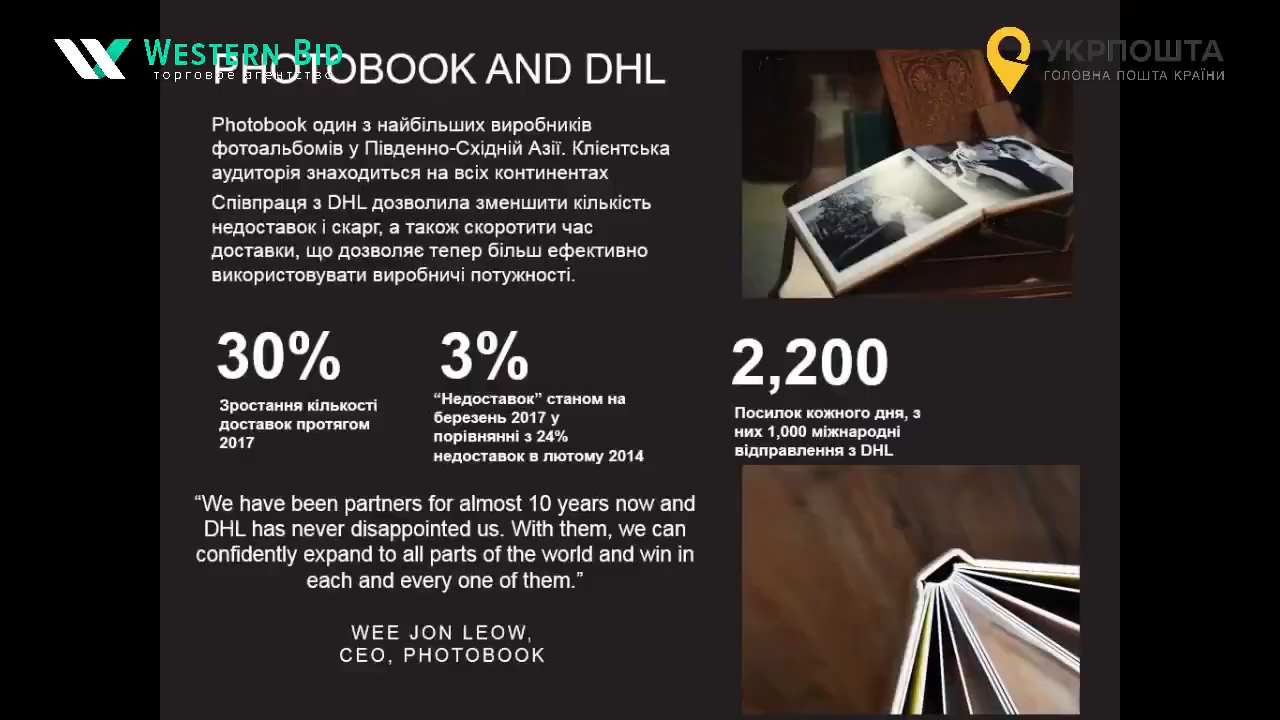 WESTERN BID
торговое агентство
PHOTOBOOK AND DHL
УКРПОШТА
ГОЛОВНА ПОШТА КРАЇНИ
Photobook один з найбільших виробників
фотоальбомів у Південно-Східній Азії. Клієнтська
аудиторія знаходиться на всіх континентах
Співпраця з DHL дозволила зменшити кількість
недоставок і скарг, а також скоротити час
доставки, що дозволяє тепер більш ефективно
використовувати виробничі потужності.
30%
Зростання кількості
доставок протягом
2017
3%
“Недоставок” станом на
березень 2017 у
порівнянні з 24%
недоставок в лютому 2014
2,200
Посилок кожного дня, з
них 1,000 міжнародні
відправлення з DHL
“We have been partners for almost 10 years now and
DHL has never disappointed us. With them, we can
confidently expand to all parts of the world and win in
each and every one of them.”
WEE JON LEOW,
CEO, PHOTOBOOK